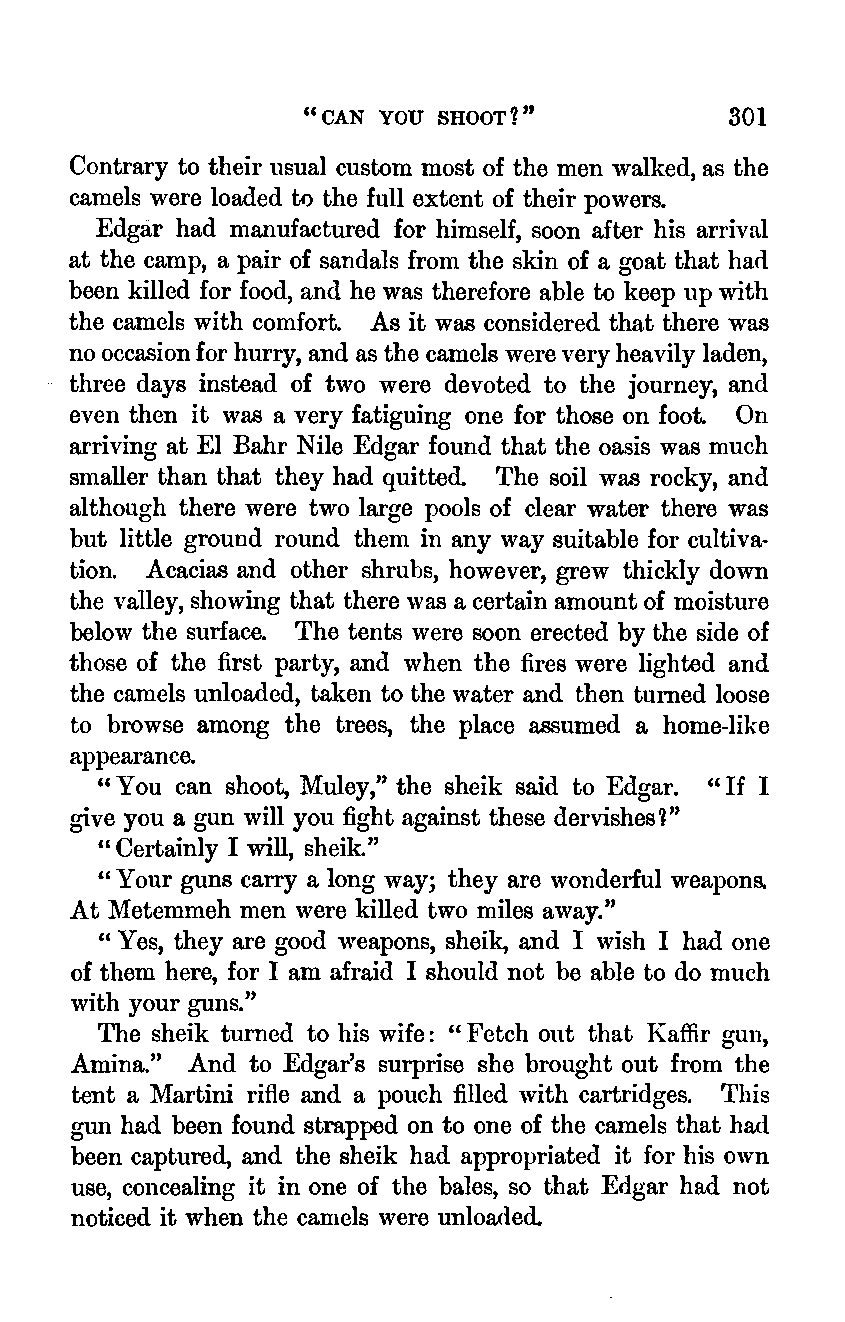 "CAN YOU SHOOT?" 301
Contrary to their usual custom most of the men walked, as the
camels were loaded to the full extent of their powers.
Edgar had manufactured for himself, soon after his arrival
at the camp, a pair of sandals from the skin of a goat that had
been killed for food, and he was therefore able to keep up with
the camels with comfort. As it was considered that there was
no occasion for hurry, and as the camels were very heavily laden,
three days instead of two were devoted to the journey, and
even then it was a very fatiguing one for those on foot. On
arriving at El Bahr Nile Edgar found that the oasis was much
smaller than that they had quitted. The soil was rocky, and
although there were two large pools of clear water there was
but little ground round them in any way suitable for cultiva-
tion. Acacias and other shrubs, however, grew thickly down
the valley, showing that there was a certain amount of moisture
below the surface. The tents were soon erected by the side of
those of the first party, and when the fires were lighted and
the camels unloaded, taken to the water and then turned loose
to browse among the trees, the place assumed a home-like
appearance.
"You can shoot, Muley," the sheik said to Edgar. "If I
give you a gun will you fight against these dervishes?"
"Certainly I will, sheik."
"Your guns carry a long way; they are wonderful weapons.
At Metemmeh men were killed two miles away."
"Yes, they are good weapons, sheik, and I wish I had one
of them here, for I am afraid I should not be able to do much
with your guns."
The sheik turned to his wife: "Fetch out that Kaffir gun,
Amina." And to Edgar's surprise she brought out from the
tent a Martini rifle and a pouch filled with cartridges. This
gun had been found strapped on to one of the camels that had
been captured, and the sheik had appropriated it for his own
use, concealing it in one of the bales, so that Edgar had not
noticed it when the camels were unloaded.